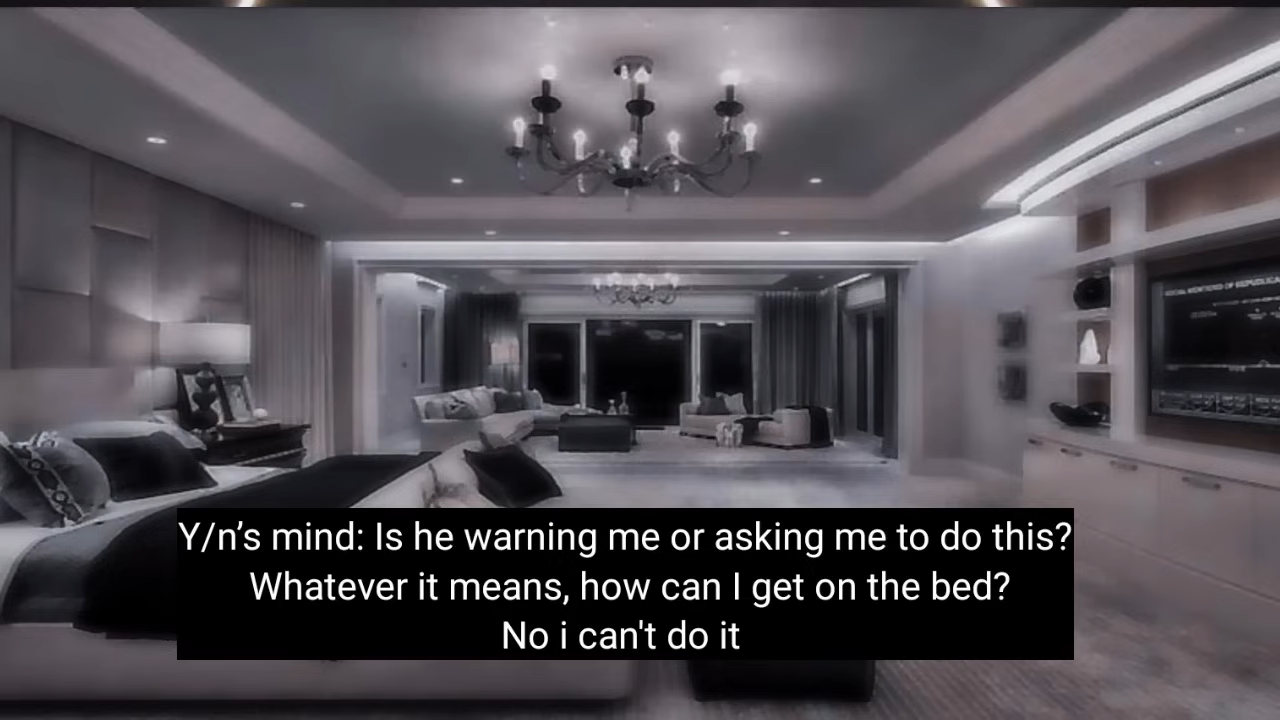 Y/n’s mind: Is he warning me or asking me to do this?
Whatever it means, how can I get on the bed?
No i can't do it